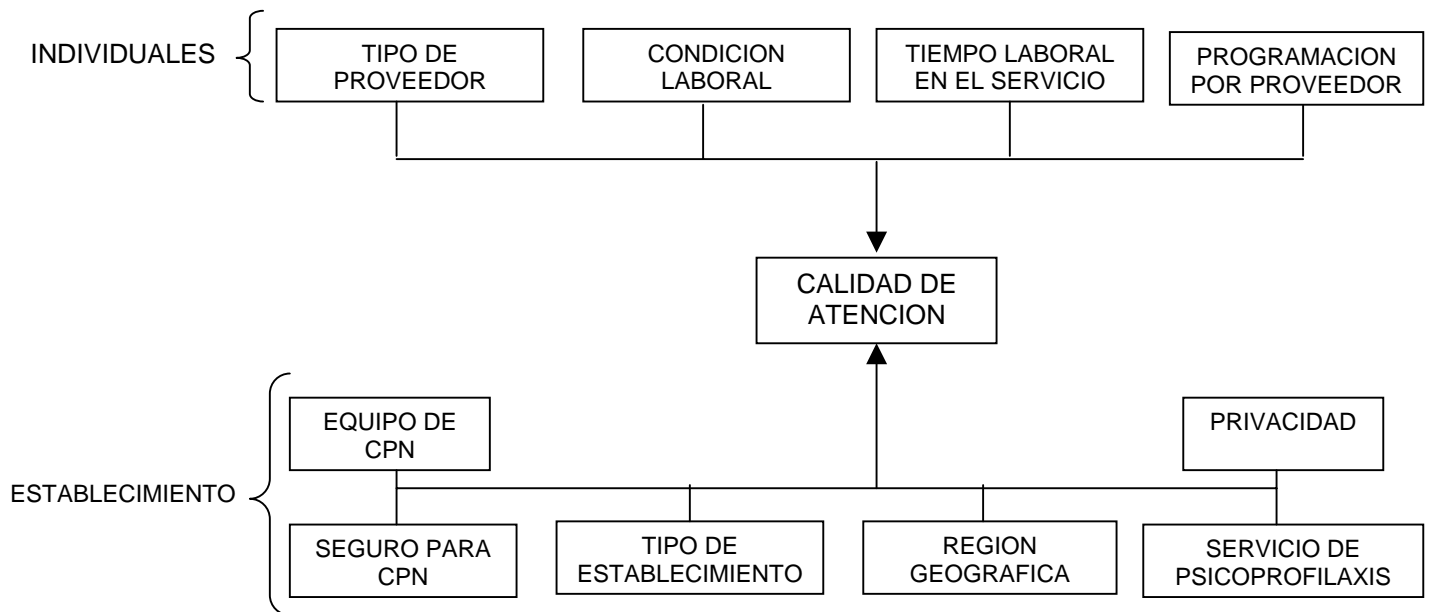 INDIVIDUALES
TIPO DE
PROVEEDOR
CONDICION
LABORAL
TIEMPO LABORAL
EN EL SERVICIO
PROGRAMACION
POR PROVEEDOR
CALIDAD DE
ATENCION
ESTABLECIMIENTO
EQUIPO DE
CPN
PRIVACIDAD
SEGURO PARA
CPN
TIPO DE
ESTABLECIMIENTO
REGION
GEOGRAFICA
SERVICIO DE
PSICOPROFILAXIS